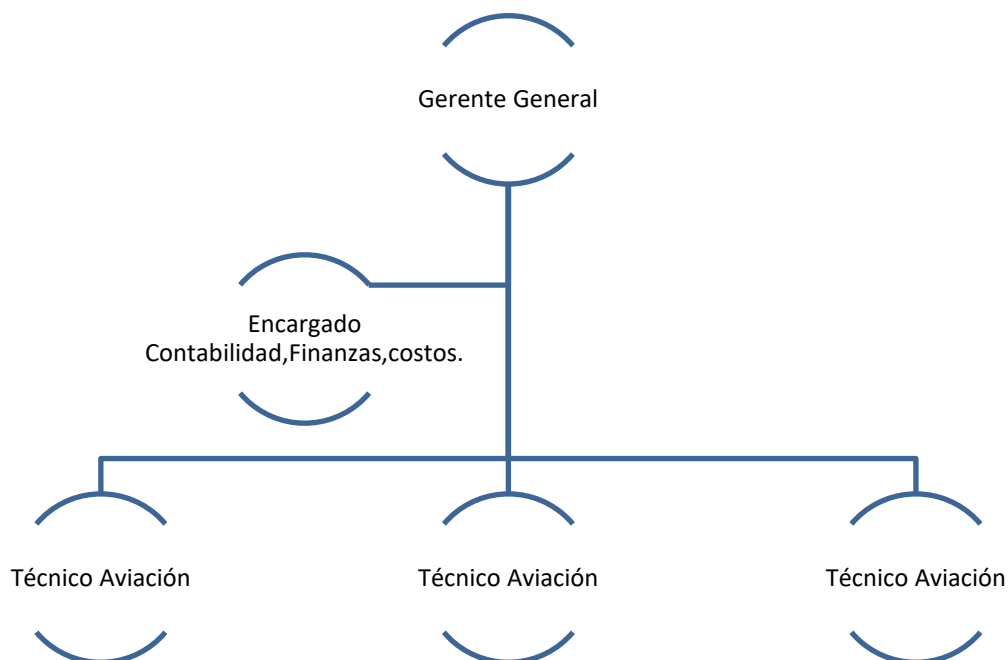 Gerente General
Encargado
Contabilidad,Finanzas,costos.
Técnico Aviación
Técnico Aviación
Técnico Aviación